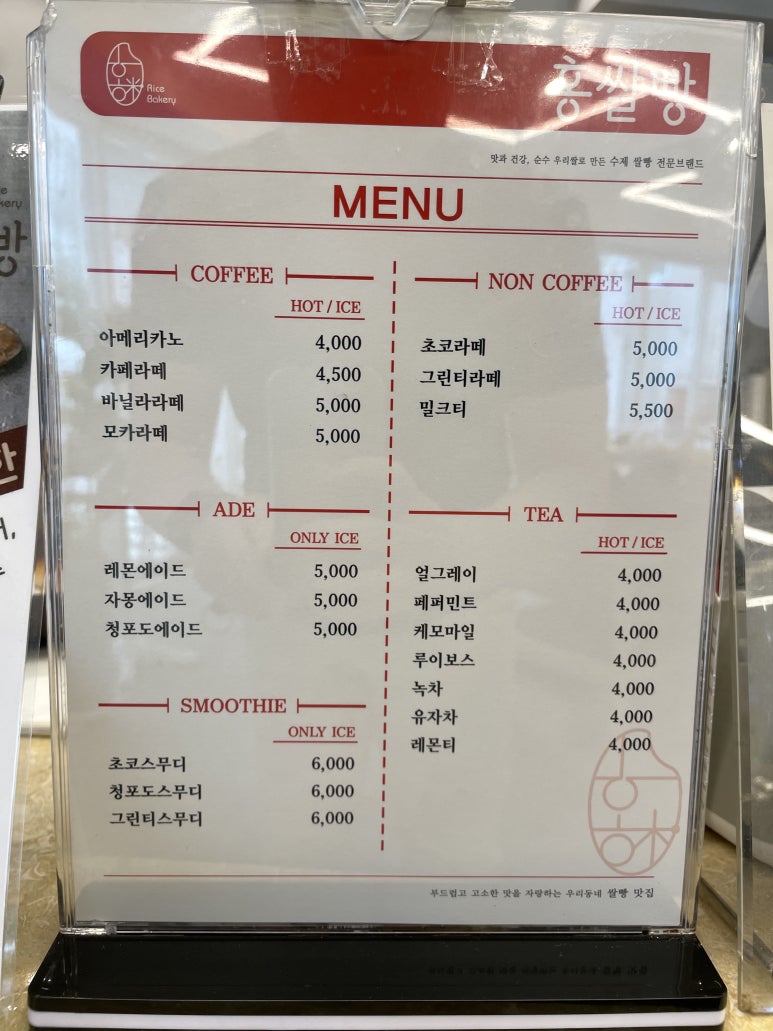 Rice
Bakery
홍쌀빵
맛과 건강, 순수 우리쌀로 만든 수제 쌀빵 전문브랜드
MENU
COFFEE
HOT / ICE
아메리카노 4,000
카페라떼 4,500
바닐라라떼 5,000
모카라떼 5,000
NON COFFEE
HOT / ICE
초코라떼 5,000
그린티라떼 5,000
밀크티 5,500
ADE
ONLY ICE
레몬에이드 5,000
자몽에이드 5,000
청포도에이드 5,000
TEA
HOT / ICE
얼그레이 4,000
페퍼민트 4,000
케모마일 4,000
루이보스 4,000
녹차 4,000
유자차 4,000
레몬티 4,000
SMOOTHIE
ONLY ICE
초코스무디 6,000
청포도스무디 6,000
그린티스무디 6,000
부드럽고 고소한 맛을 자랑하는 우리동네 쌀빵 맛집